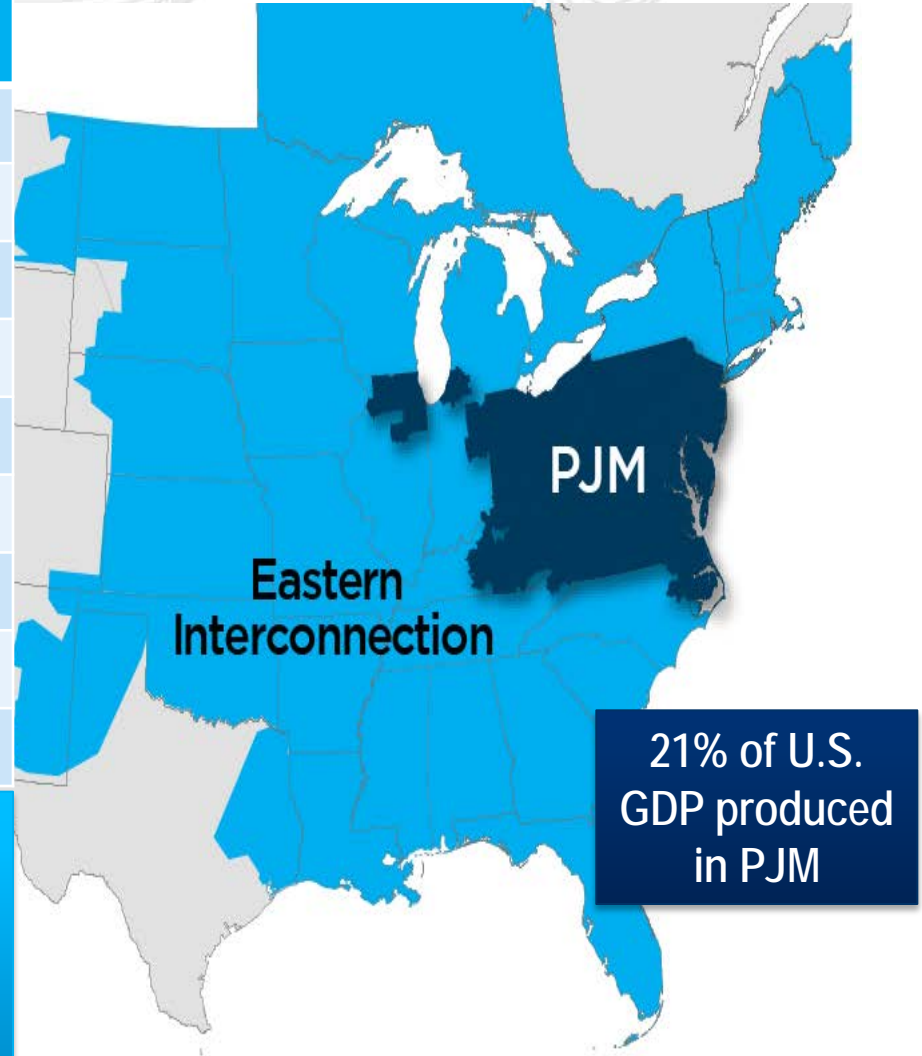 PJM
Eastern
Interconnection
21% of U.S.
GDP produced
in PJM